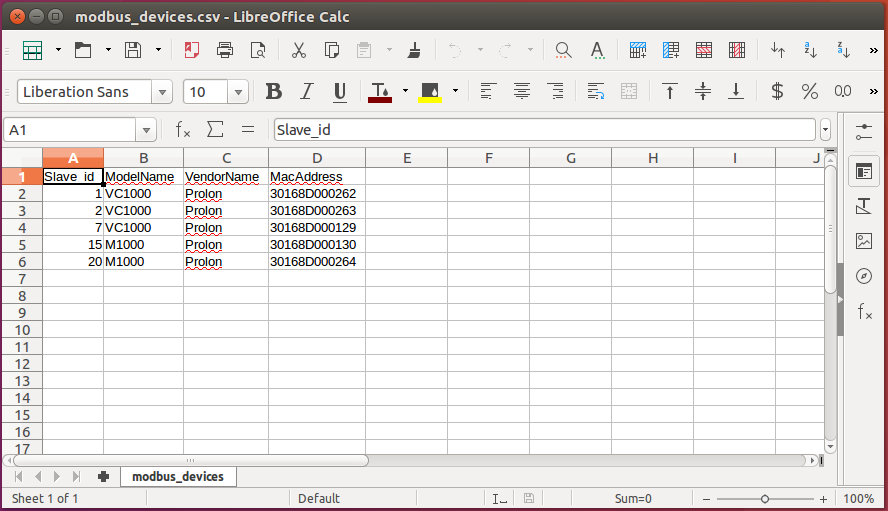 modbus_devices.csv - LibreOffice Calc
Liberation Sans 10 B I U T $ % 0.0 »
A1 fx Σ = Slave_id
A B C D E F G H I J
1 Slave_id ModelName VendorName MacAddress
2 1 VC1000 Prolon 30168D000262
3 2 VC1000 Prolon 30168D000263
4 7 VC1000 Prolon 30168D000129
5 15 M1000 Prolon 30168D000130
6 20 M1000 Prolon 30168D000264
7
8
9
10
11
12
13
14
15
16
17
modbus_devices
Sheet 1 of 1 Default Sum=0 100%